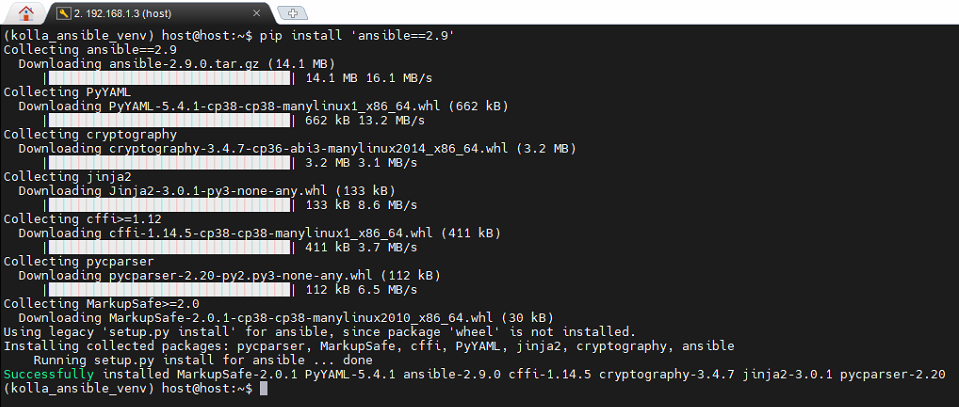 2. 192.168.1.3 (host)
(kolla_ansible_venv) host@host:~$ pip install 'ansible==2.9'
Collecting ansible==2.9
Downloading ansible-2.9.0.tar.gz (14.1 MB)
14.1 MB 16.1 MB/s
Collecting PyYAML
Downloading PyYAML-5.4.1-cp38-cp38-manylinux1_x86_64.whl (662 kB)
662 kB 13.2 MB/s
Collecting cryptography
Downloading cryptography-3.4.7-cp36-abi3-manylinux2014_x86_64.whl (3.2 MB)
3.2 MB 3.1 MB/s
Collecting jinja2
Downloading Jinja2-3.0.1-py3-none-any.whl (133 kB)
133 kB 8.6 MB/s
Collecting cffi>=1.12
Downloading cffi-1.14.5-cp38-cp38-manylinux1_x86_64.whl (411 kB)
411 kB 3.7 MB/s
Collecting pycparser
Downloading pycparser-2.20-py2.py3-none-any.whl (112 kB)
112 kB 6.5 MB/s
Collecting MarkupSafe>=2.0
Downloading MarkupSafe-2.0.1-cp38-cp38-manylinux2010_x86_64.whl (30 kB)
Using legacy 'setup.py install' for ansible, since package 'wheel' is not installed.
Installing collected packages: pycparser, MarkupSafe, cffi, PyYAML, jinja2, cryptography, ansible
Running setup.py install for ansible ... done
Successfully installed MarkupSafe-2.0.1 PyYAML-5.4.1 ansible-2.9.0 cffi-1.14.5 cryptography-3.4.7 jinja2-3.0.1 pycparser-2.20
(kolla_ansible_venv) host@host:~$